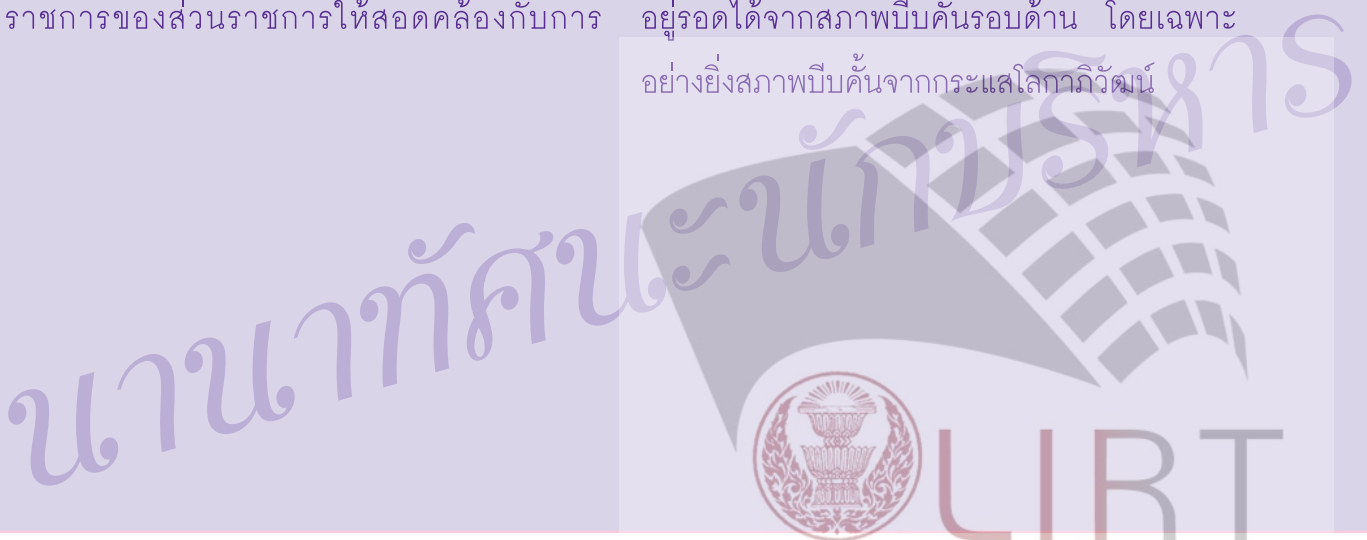 ราชการของส่วนราชการให้สอดคล้องกับการ
อยู่รอดได้จากสภาพบีบคั้นรอบด้าน โดยเฉพาะ
อย่างยิ่งสภาพบีบคั้นจากกระแสโลกาภิวัฒน์
นานาทัศนะนักบริหาร
LIRT